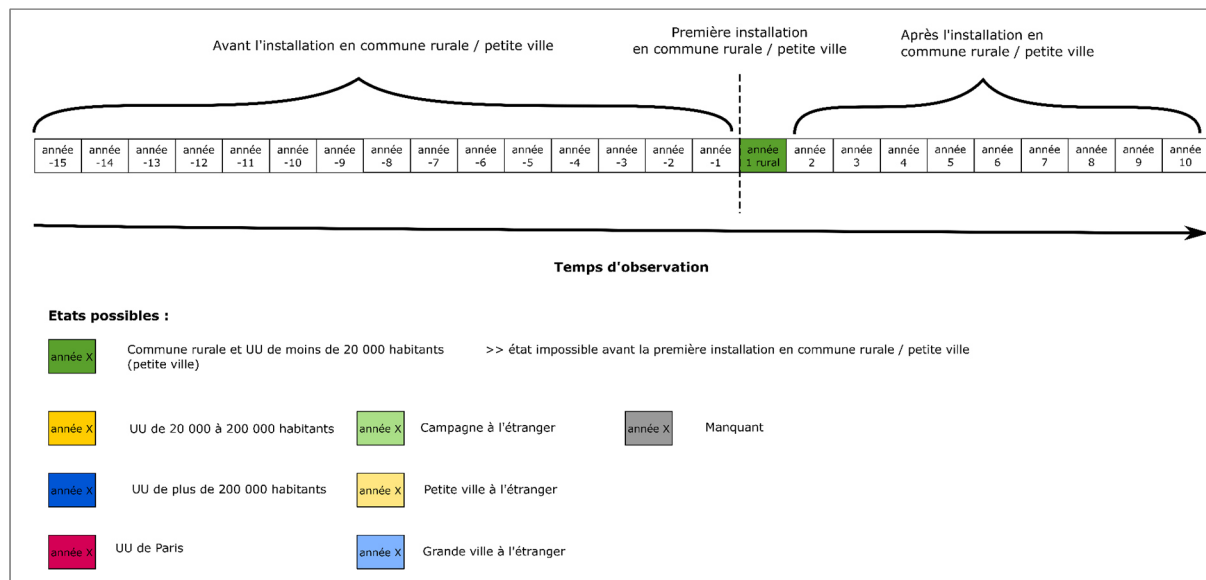 Avant l'installation en commune rurale / petite ville
Première installation
en commune rurale / petite ville
Après l'installation en
commune rurale / petite ville
année -15
année -14
année -13
année -12
année -11
année -10
année -9
année -8
année -7
année -6
année -5
année -4
année -3
année -2
année -1
année 1 rural
année 2
année 3
année 4
année 5
année 6
année 7
année 8
année 9
année 10
Temps d'observation
Etats possibles :
année X
Commune rurale et UU de moins de 20 000 habitants
(petite ville)
>> état impossible avant la première installation en commune rurale / petite ville
année X
UU de 20 000 à 200 000 habitants
année X
Campagne à l'étranger
année X
Manquant
année X
UU de plus de 200 000 habitants
année X
Petite ville à l'étranger
année X
UU de Paris
année X
Grande ville à l'étranger